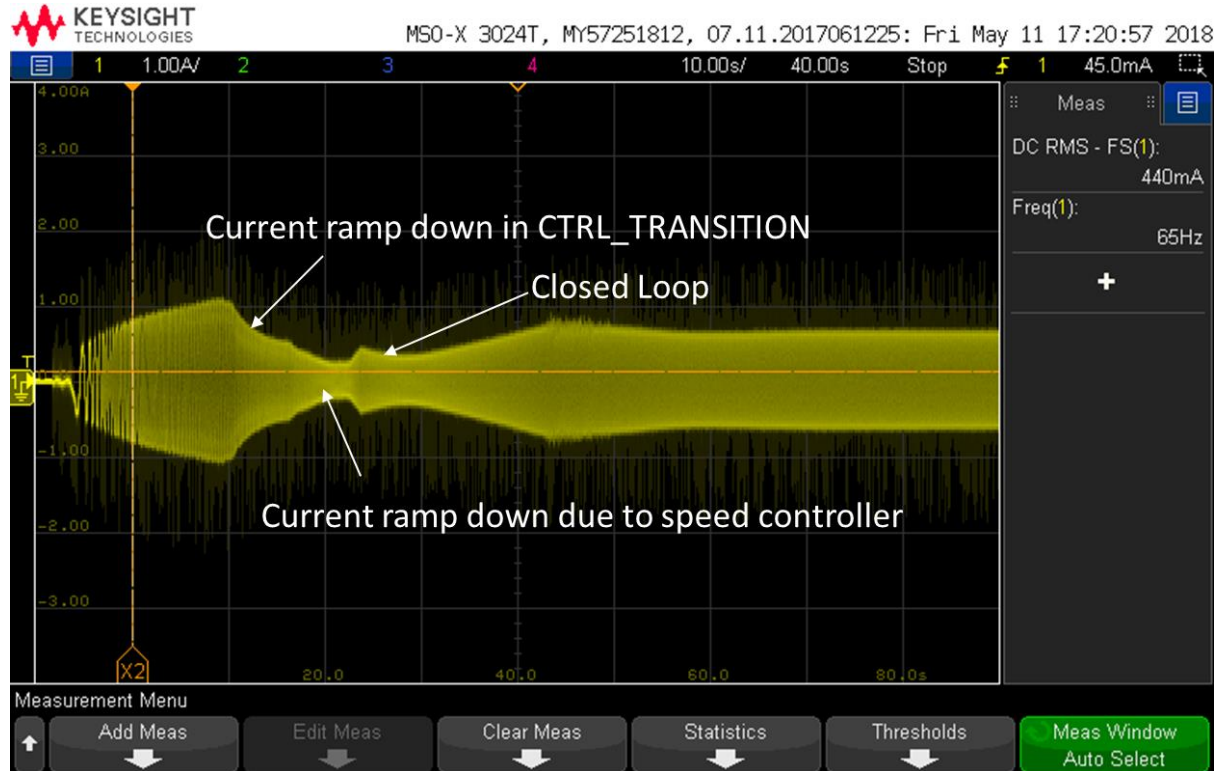 KEYSIGHT
TECHNOLOGIES
MSO-X 3024T, MY57251812, 07.11.2017061225: Fri May 11 17:20:57 2018
1 1.00A/ 2 3 4 10.00s/ 40.00s Stop 1 45.0mA
4.00A
3.00
2.00
1.00
-1.00
-2.00
-3.00
T
1
Current ramp down in CTRL_TRANSITION
Closed Loop
Current ramp down due to speed controller
X2
20.0 40.0 60.0 80.0s
Meas
DC RMS - FS(1):
440mA
Freq(1):
65Hz
+
Measurement Menu
Add Meas Edit Meas Clear Meas Statistics Thresholds Meas Window
Auto Select